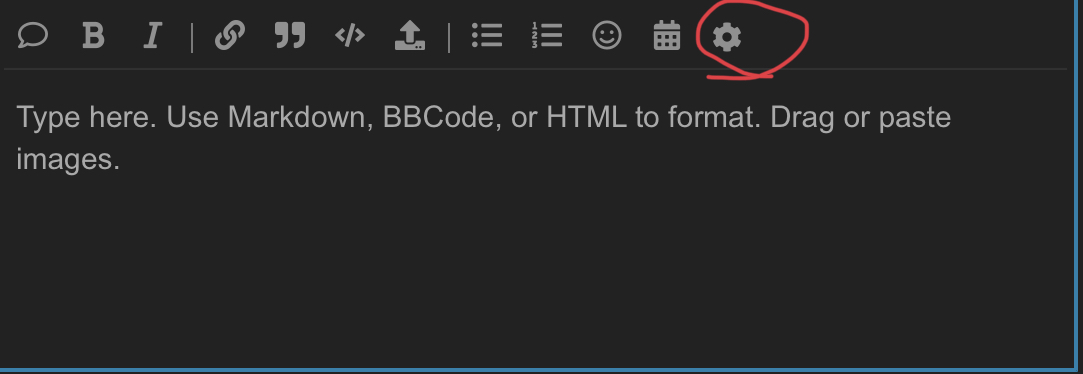 B I
Type here. Use Markdown, BBCode, or HTML to format. Drag or paste
images.